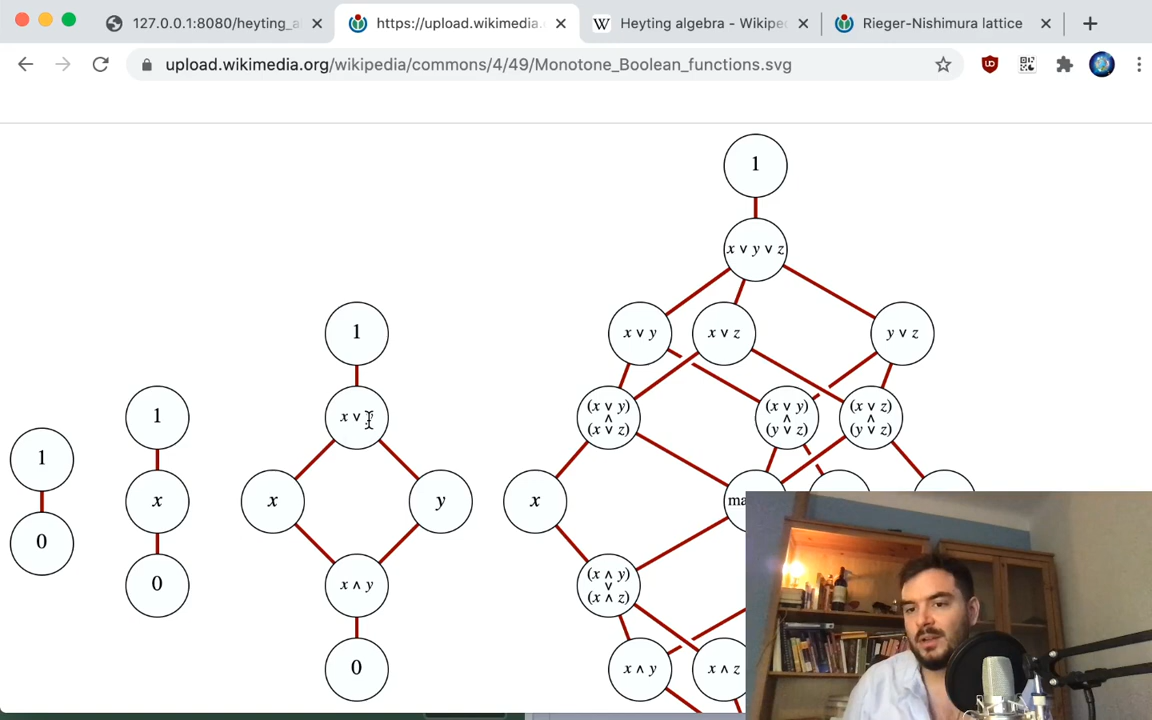 127.0.0.1:8080/heyting_a
https://upload.wikimedia.
Heyting algebra - Wikipe
Rieger-Nishimura lattice
upload.wikimedia.org/wikipedia/commons/4/49/Monotone_Boolean_functions.svg
1
x ∨ y ∨ z
1
x ∨ y
x ∨ z
y ∨ z
1
x ∨
(x ∨ y)
∧
(x ∨ z)
(x ∨ y)
∧
(y ∨ z)
(x ∨ z)
∧
(y ∨ z)
1
x
x
y
x
0
0
x ∧ y
(x ∧ y)
∨
(x ∧ z)
0
x ∧ y
x ∧ z